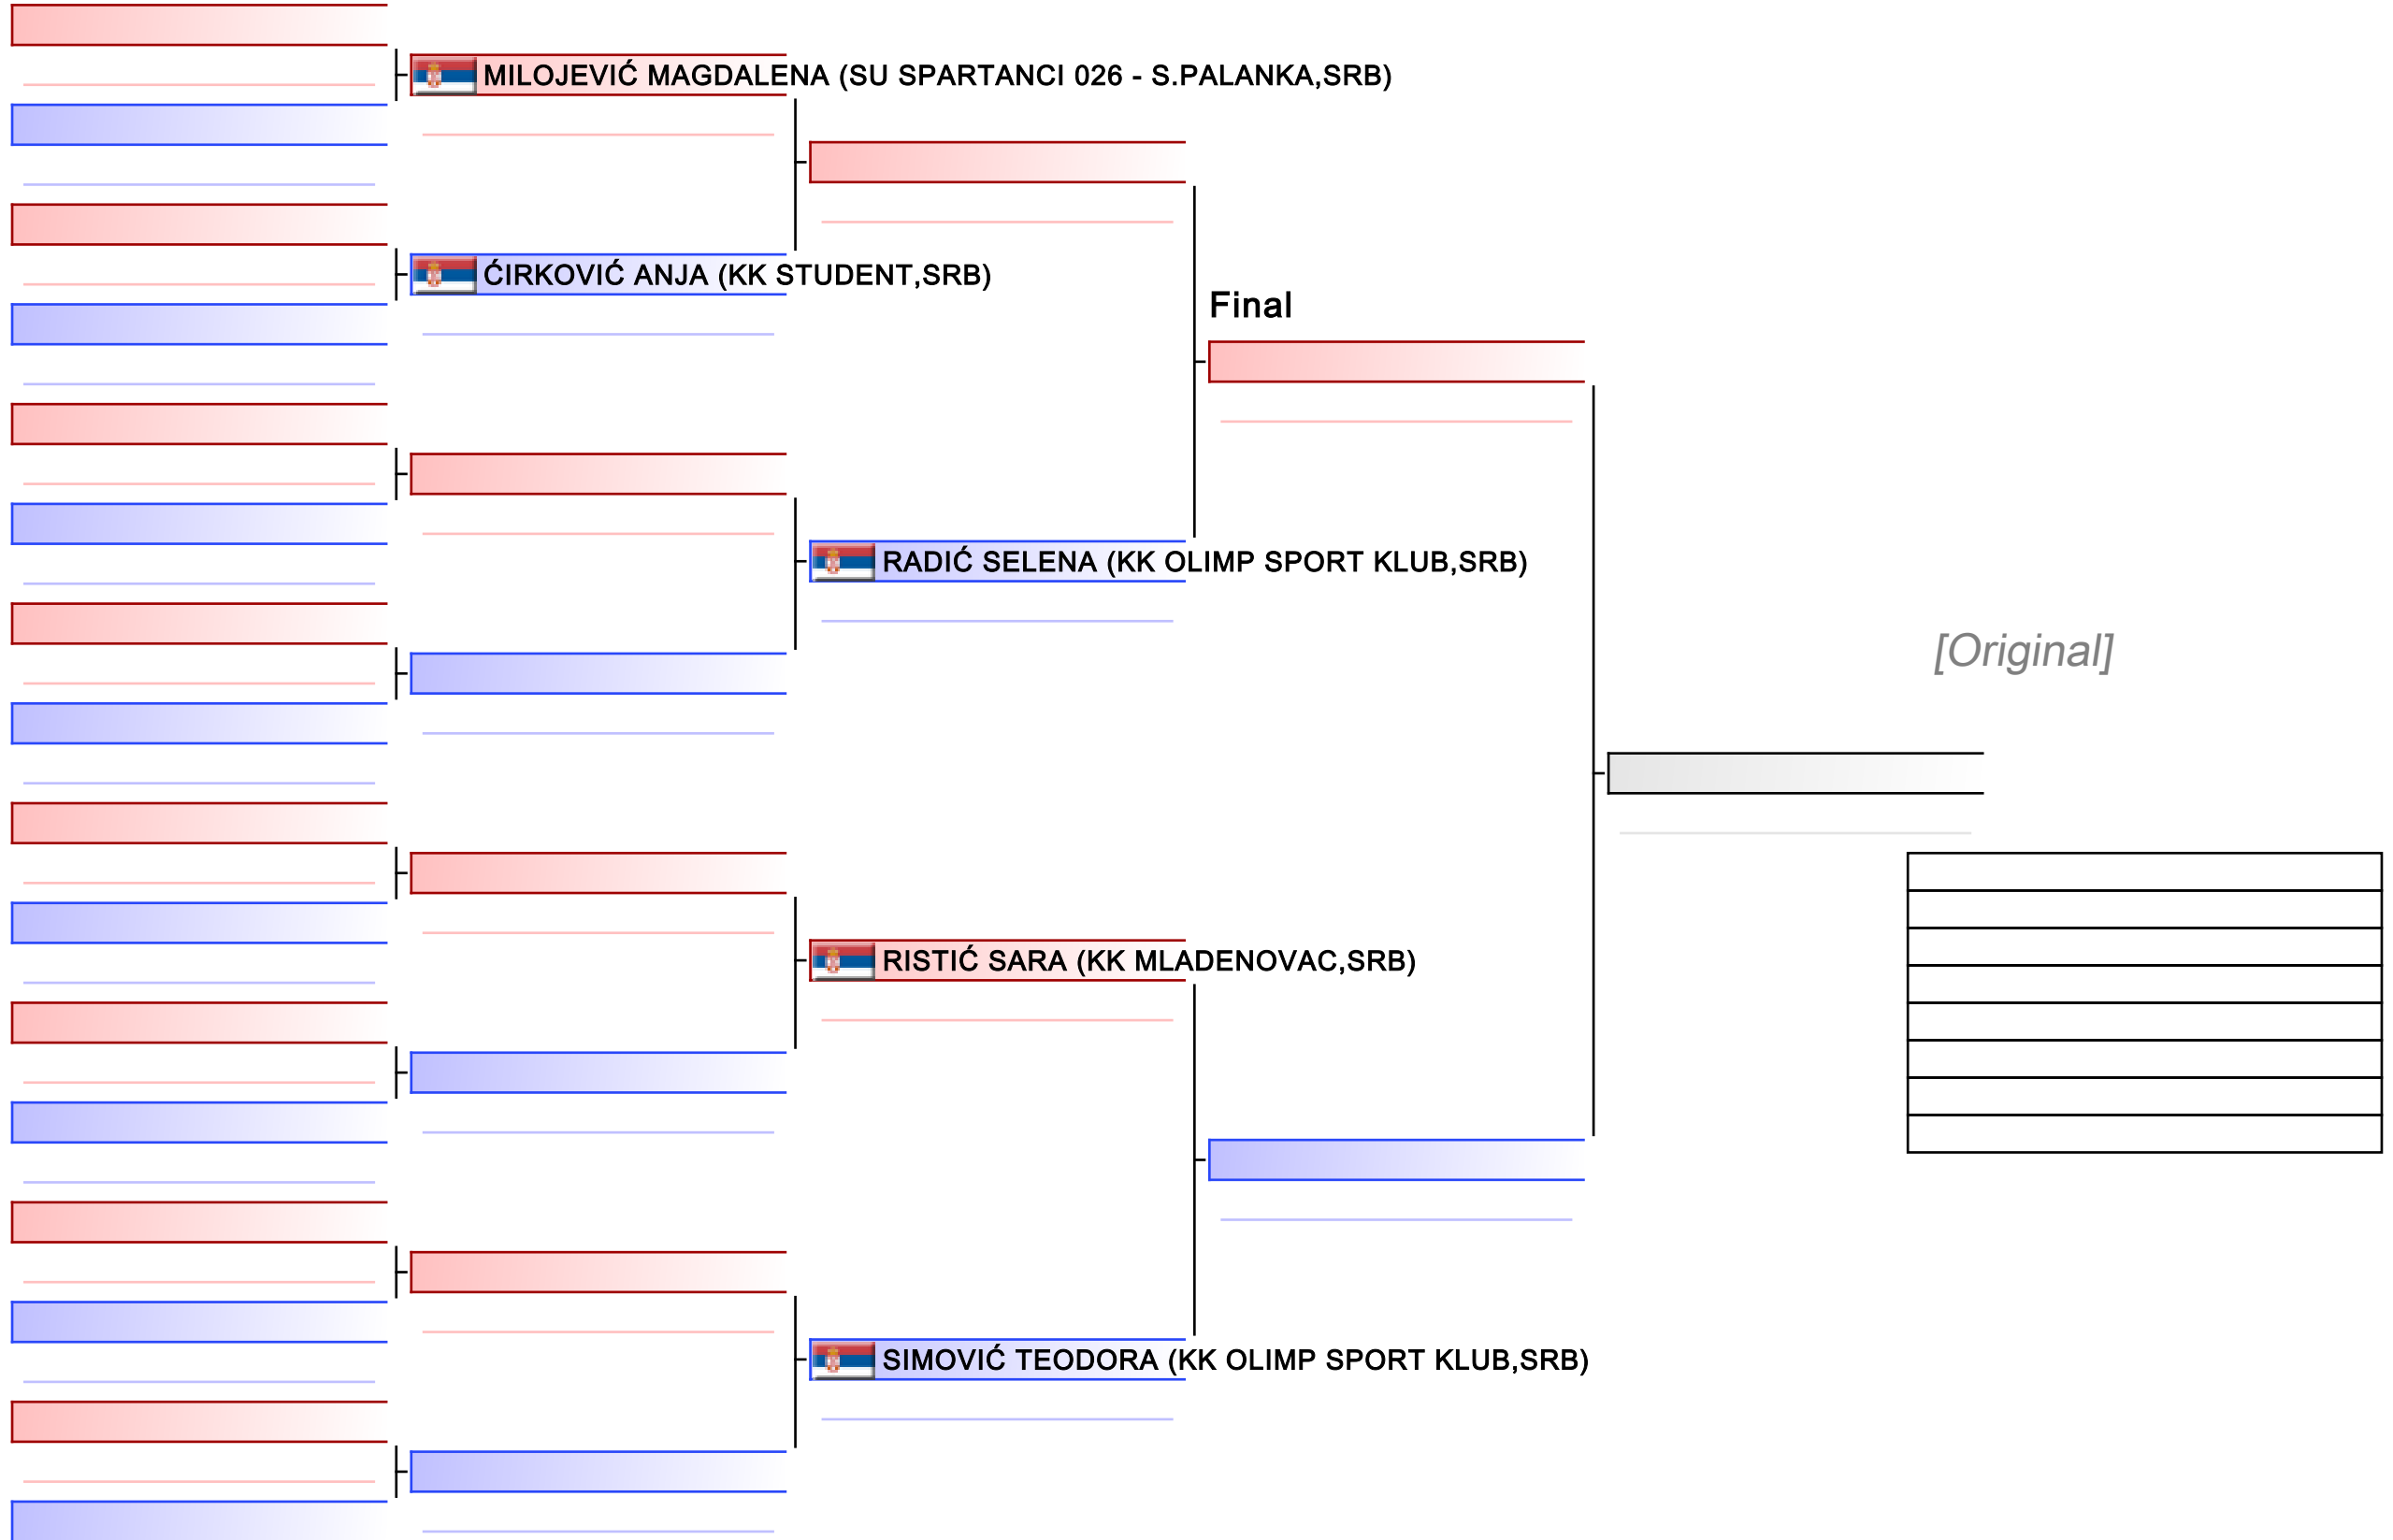 MILOJEVIĆ MAGDALENA (SU SPARTANCI 026 - S.PALANKA,SRB)
ĆIRKOVIĆ ANJA (KK STUDENT,SRB)
Final
RADIĆ SELENA (KK OLIMP SPORT KLUB,SRB)
[Original]
RISTIĆ SARA (KK MLADENOVAC,SRB)
SIMOVIĆ TEODORA (KK OLIMP SPORT KLUB,SRB)